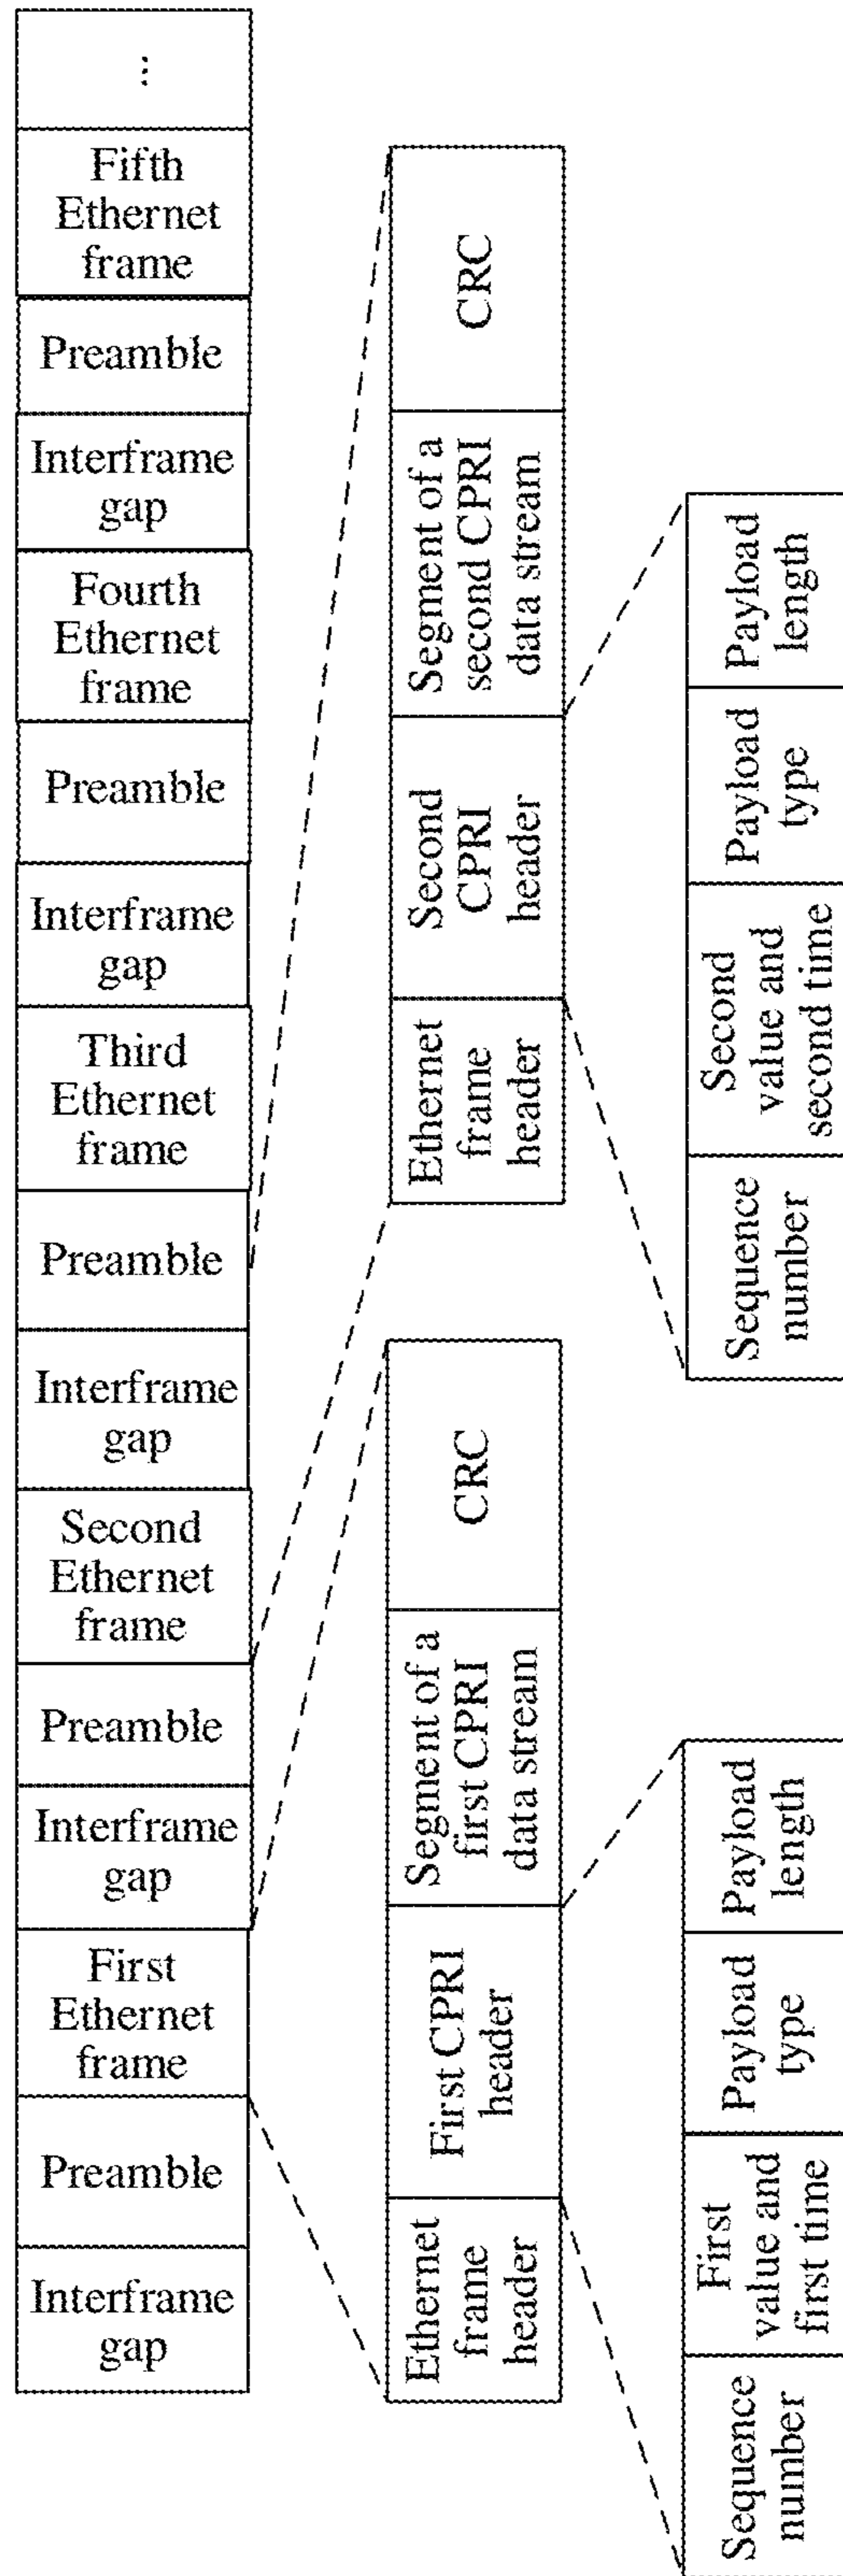 ...
Fifth
Ethernet
frame
Preamble
Interframe
gap
Fourth
Ethernet
frame
Preamble
Interframe
gap
Third
Ethernet
frame
Preamble
Interframe
gap
Second
Ethernet
frame
Preamble
Interframe
gap
First
Ethernet
frame
Preamble
Interframe
gap
Ethernet
frame
header
First CPRI
header
Segment of a
first CPRI
data stream
CRC
Ethernet
frame
header
Second
CPRI
header
Segment of a
second CPRI
data stream
CRC
Sequence
number
First
value and
first time
Payload
type
Payload
length
Sequence
number
Second
value and
second time
Payload
type
Payload
length